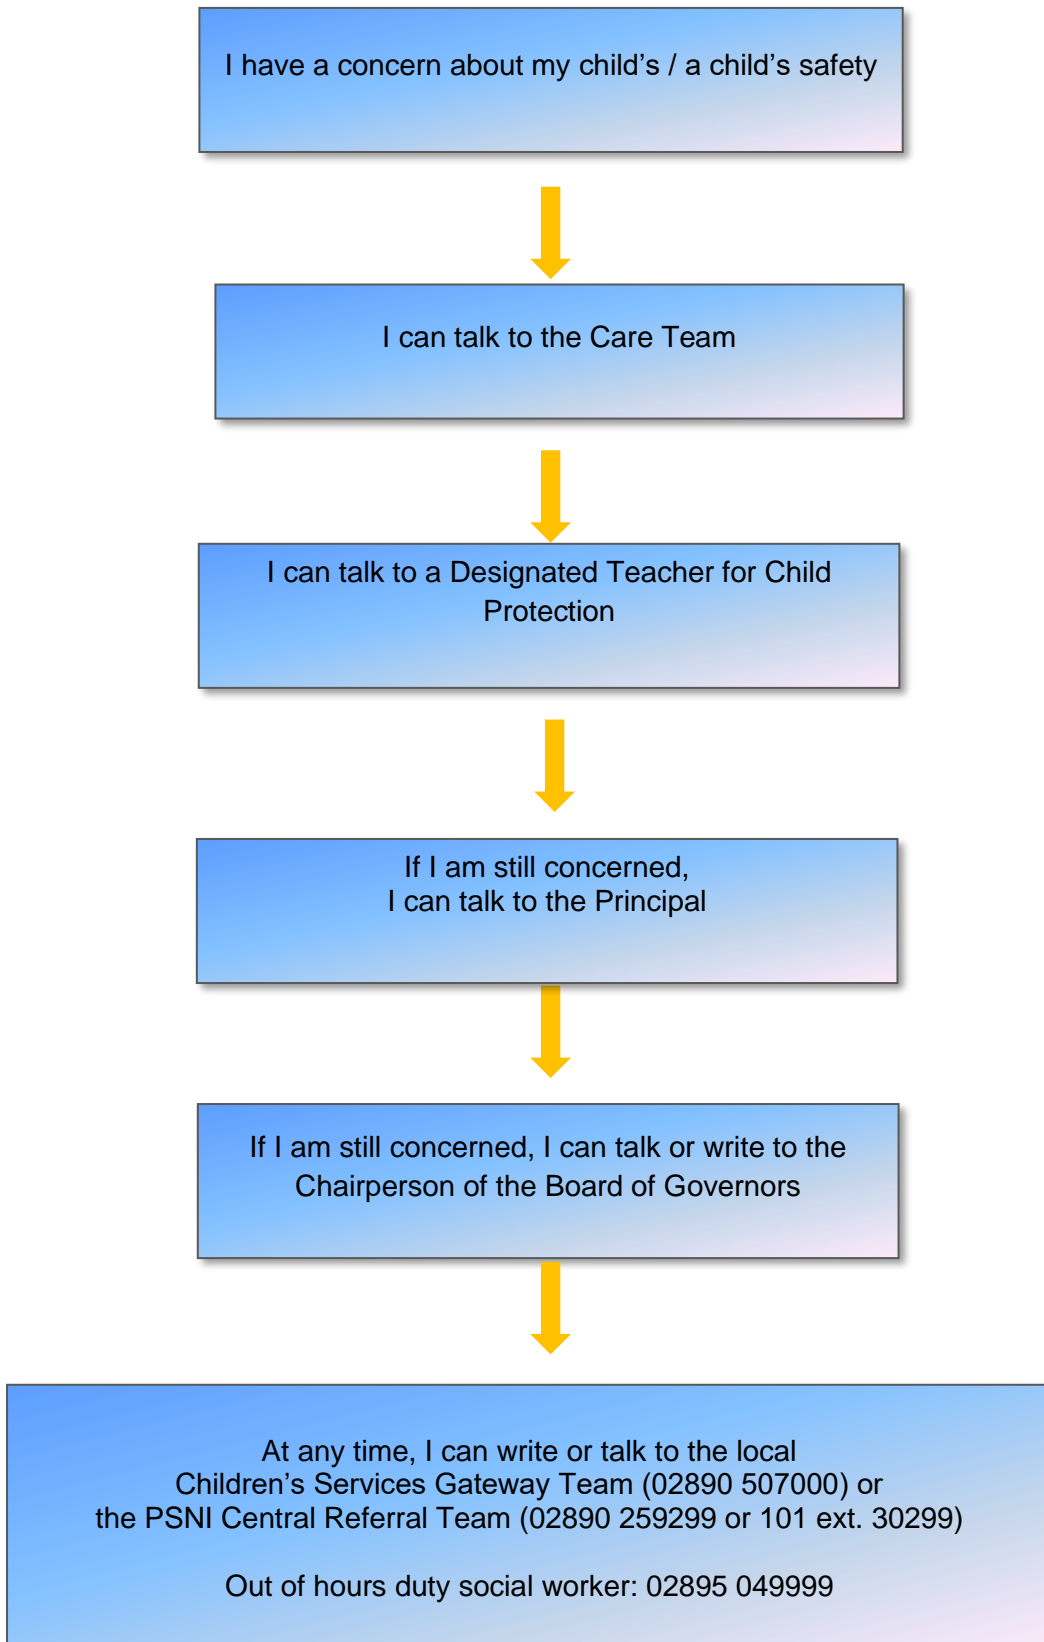 I have a concern about my child’s / a child’s safety
I can talk to the Care Team
I can talk to a Designated Teacher for Child
Protection
If I am still concerned,
I can talk to the Principal
If I am still concerned, I can talk or write to the
Chairperson of the Board of Governors
At any time, I can write or talk to the local
Children’s Services Gateway Team (02890 507000) or
the PSNI Central Referral Team (02890 259299 or 101 ext. 30299)
Out of hours duty social worker: 02895 049999